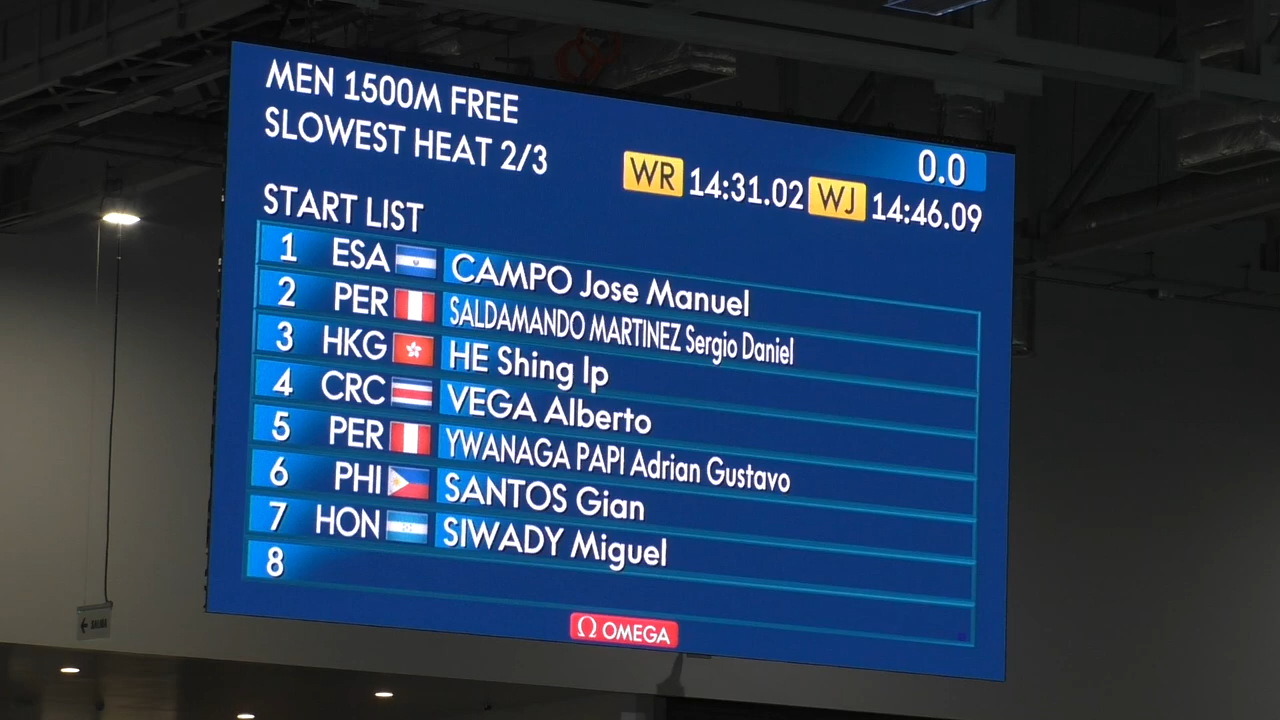 MEN 1500M FREE
0.0
SLOWEST HEAT 2/3
WR 14:31.02 WJ 14:46.09
START LIST
1 ESA CAMPO Jose Manuel
2 PER SALDAMANDO MARTINEZ Sergio Daniel
3 HKG HE Shing Ip
4 CRC VEGA Alberto
5 PER YWANAGA PAPI Adrian Gustavo
6 PHI SANTOS Gian
7 HON SIWADY Miguel
8
Ω OMEGA
SALIDA